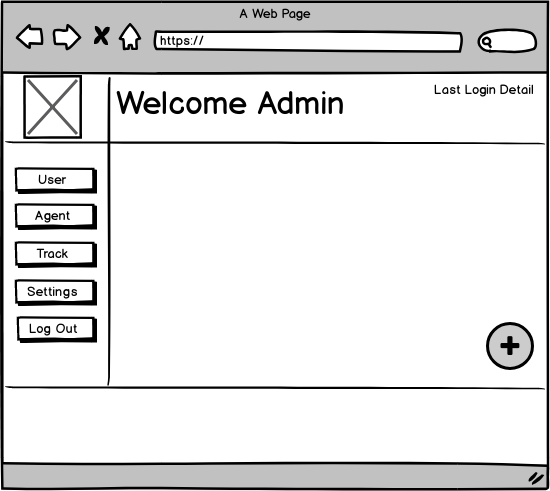 A Web Page
https://
Welcome Admin
Last Login Detail
User
Agent
Track
Settings
Log Out